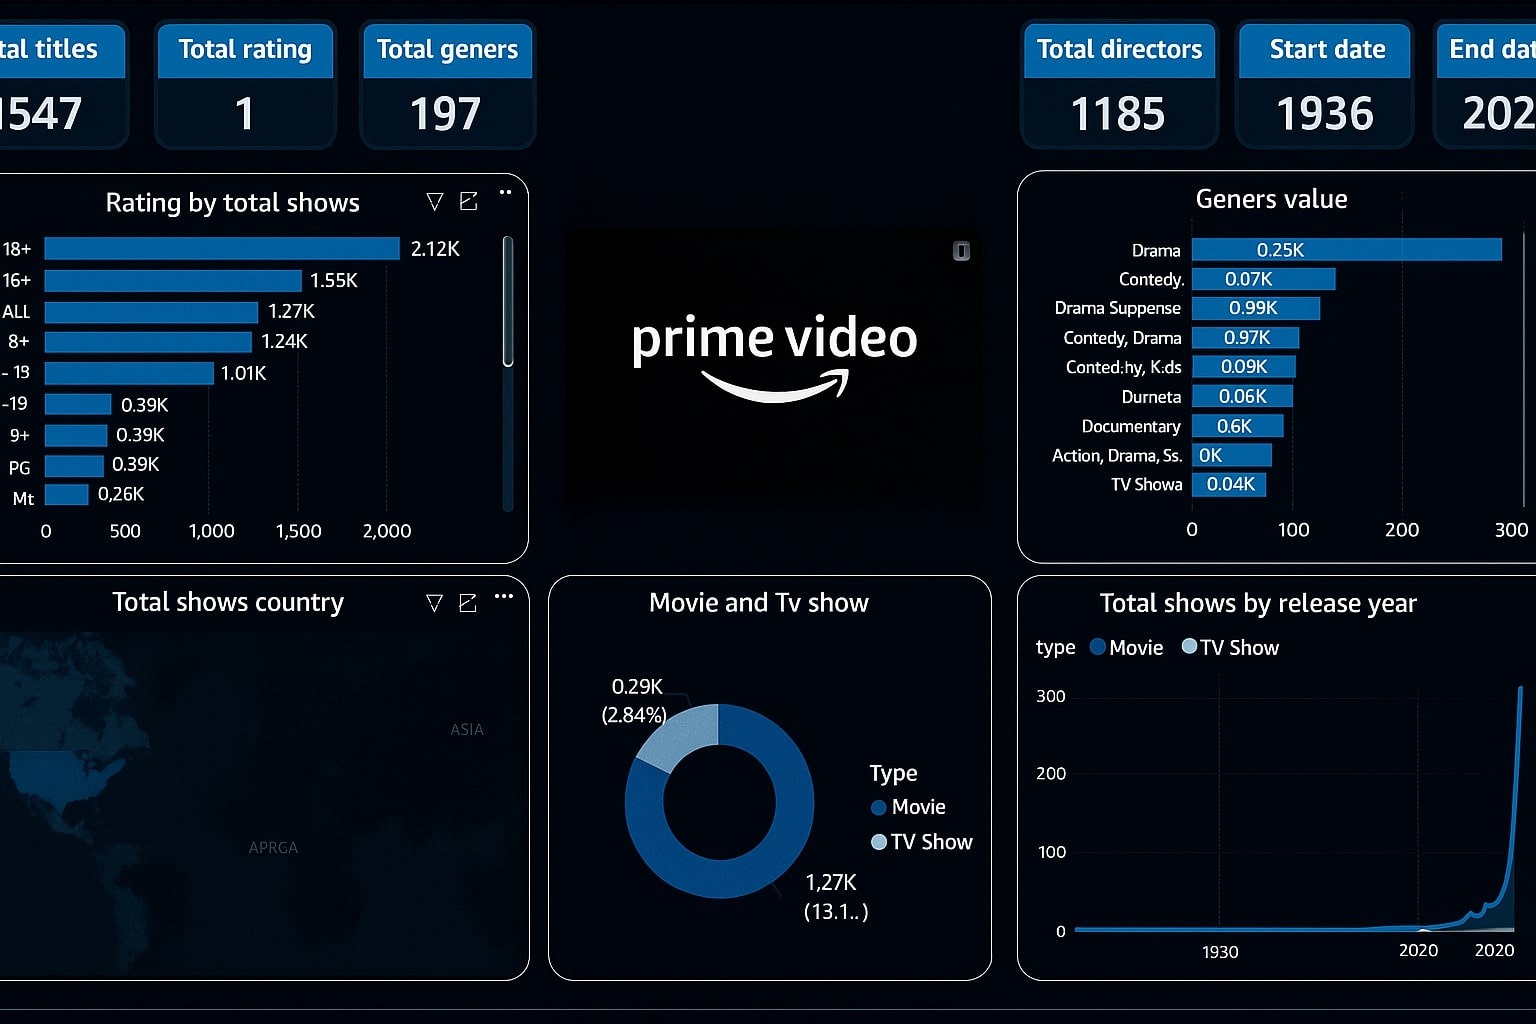 tal titles
1547
Total rating
1
Total geners
197
Total directors
1185
Start date
1936
End dat
202
Rating by total shows
18+ 2.12K
16+ 1.55K
ALL 1.27K
8+ 1.24K
- 13 1.01K
-19 0.39K
9+ 0.39K
PG 0.39K
Mt 0,26K
0 500 1,000 1,500 2,000
prime video
Geners value
Drama 0.25K
Contedy. 0.07K
Drama Suppense 0.99K
Contedy, Drama 0.97K
Conted:hy, K:ds 0.09K
Durneta 0.06K
Documentary 0.6K
Action, Drama, Ss. 0K
TV Showa 0.04K
0 100 200 300
Total shows country
ASIA
APRGA
Movie and Tv show
0.29K
(2.84%)
Type
Movie
TV Show
1,27K
(13.1..)
Total shows by release year
type Movie TV Show
300
200
100
0
1930 2020 2020